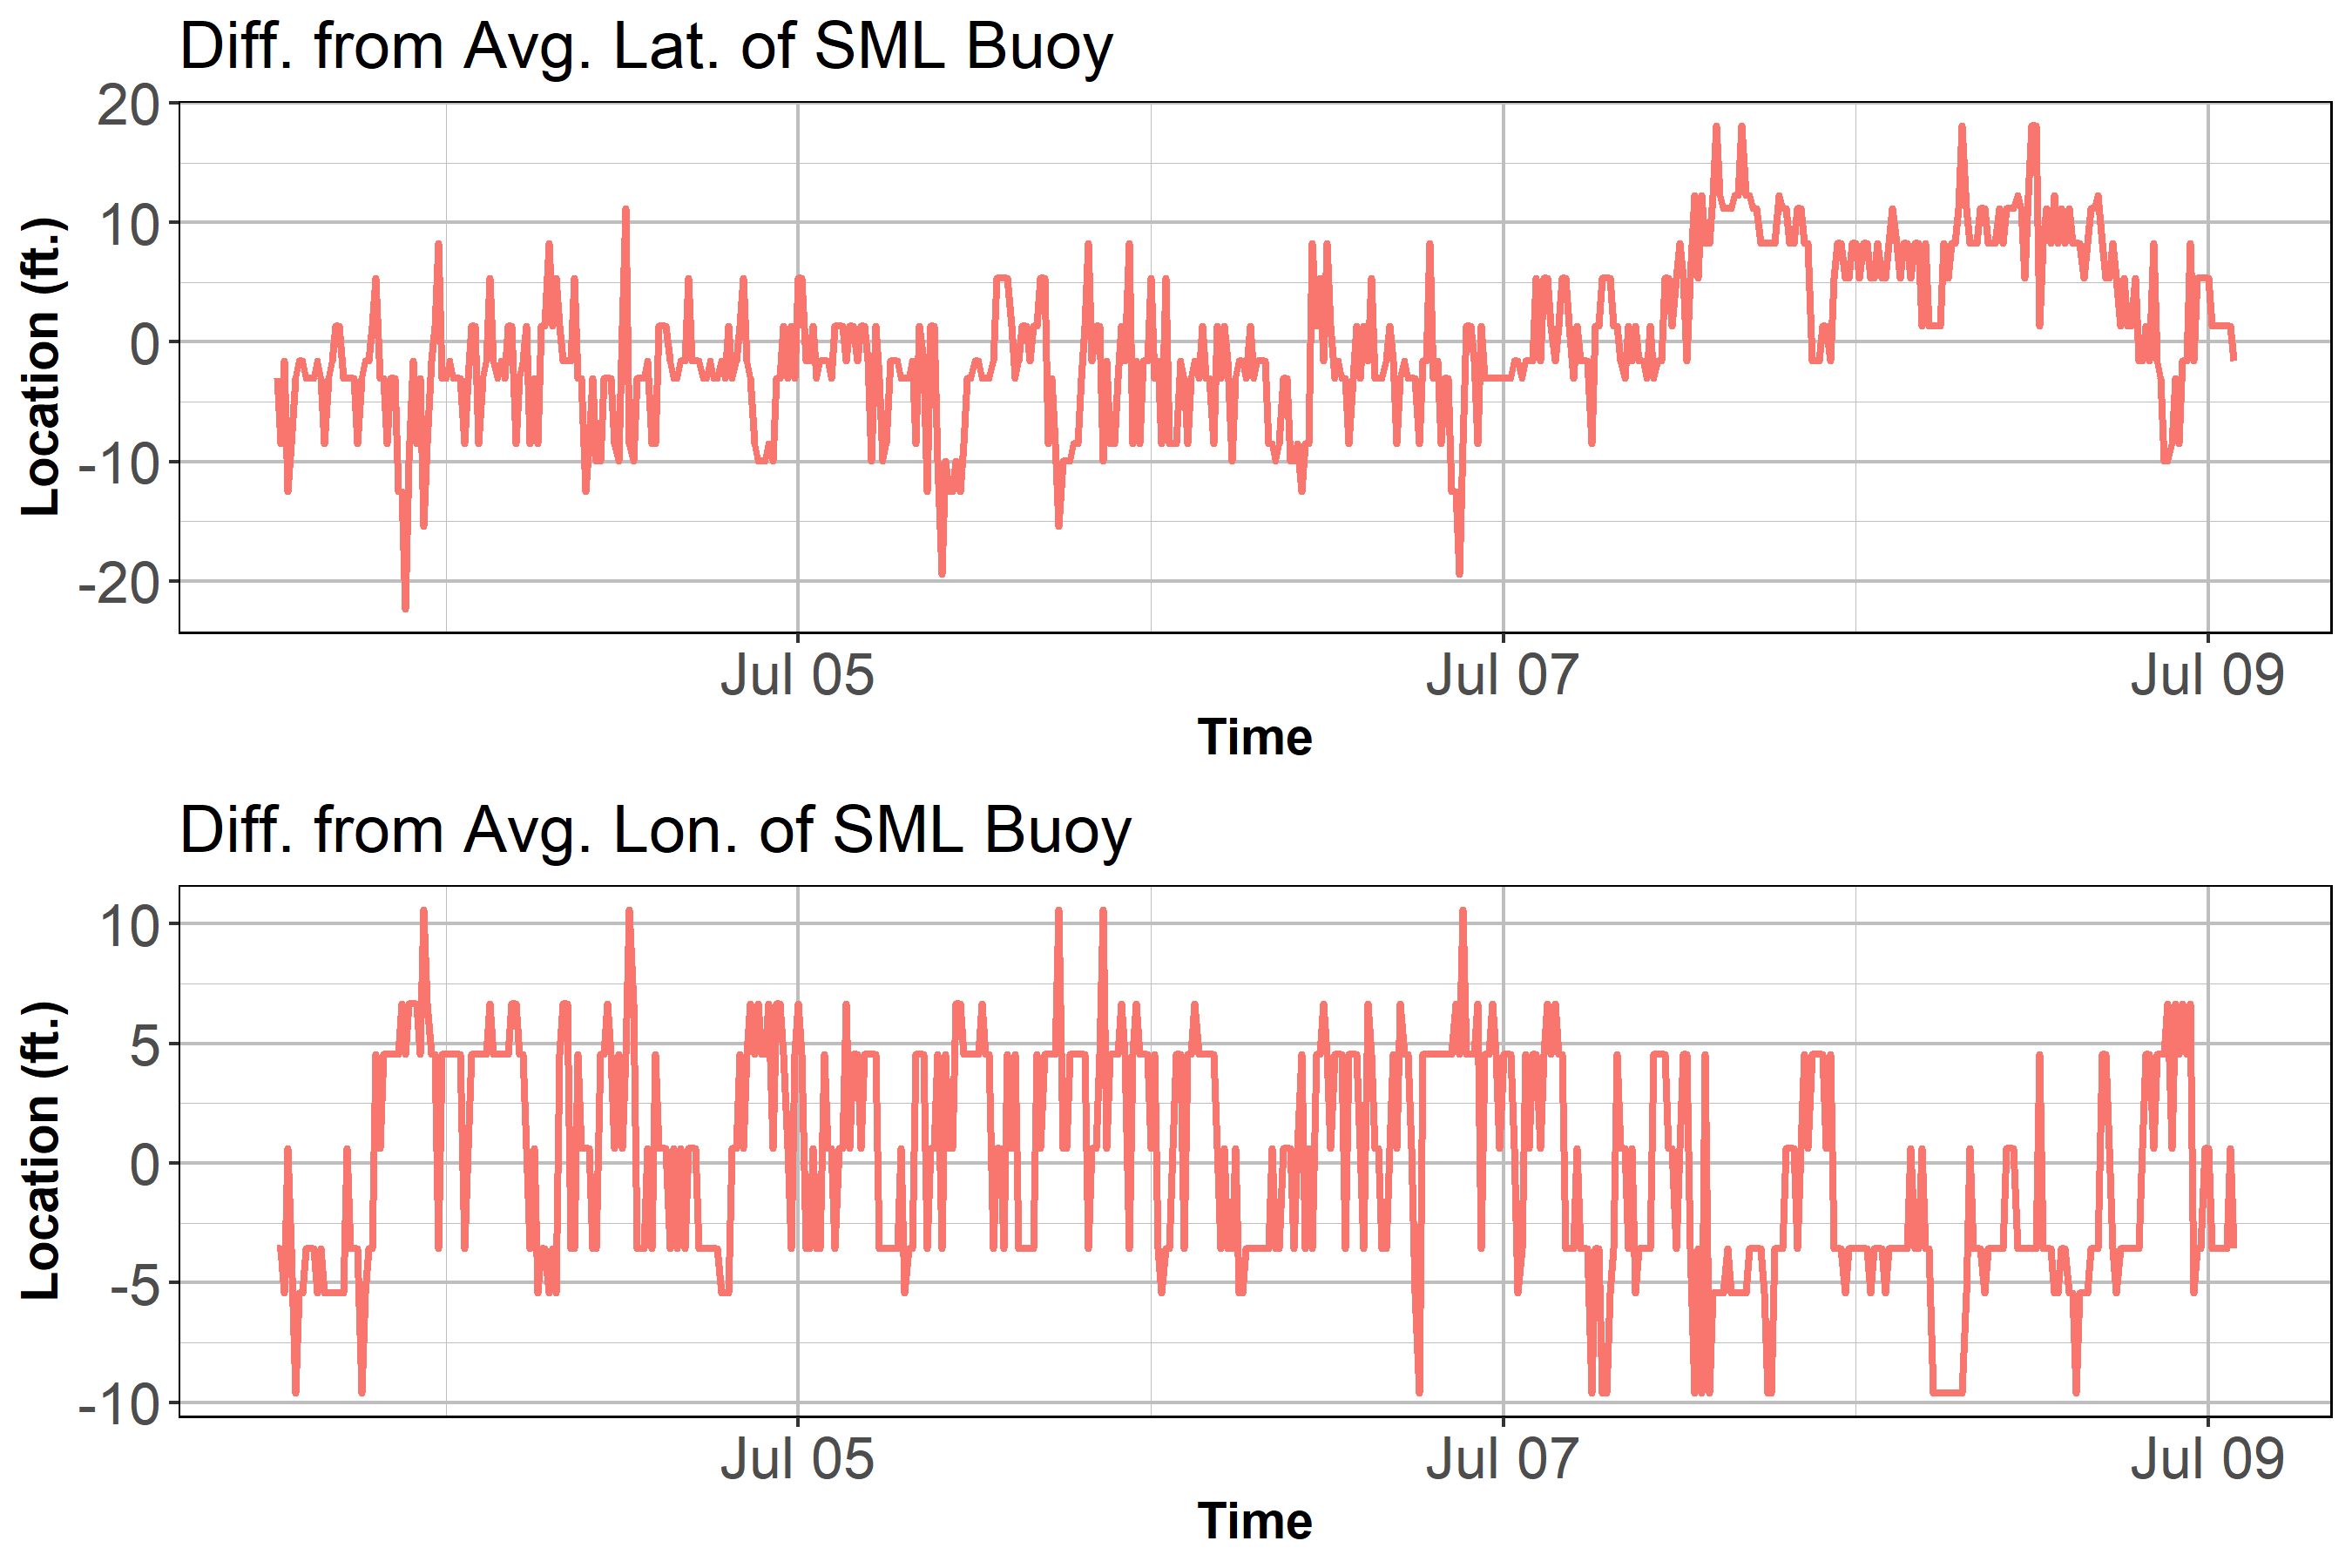 Diff. from Avg. Lat. of SML Buoy
20
10
0
-10
-20
Location (ft.)
Jul 05 Jul 07 Jul 09
Time
Diff. from Avg. Lon. of SML Buoy
10
5
0
-5
-10
Location (ft.)
Jul 05 Jul 07 Jul 09
Time